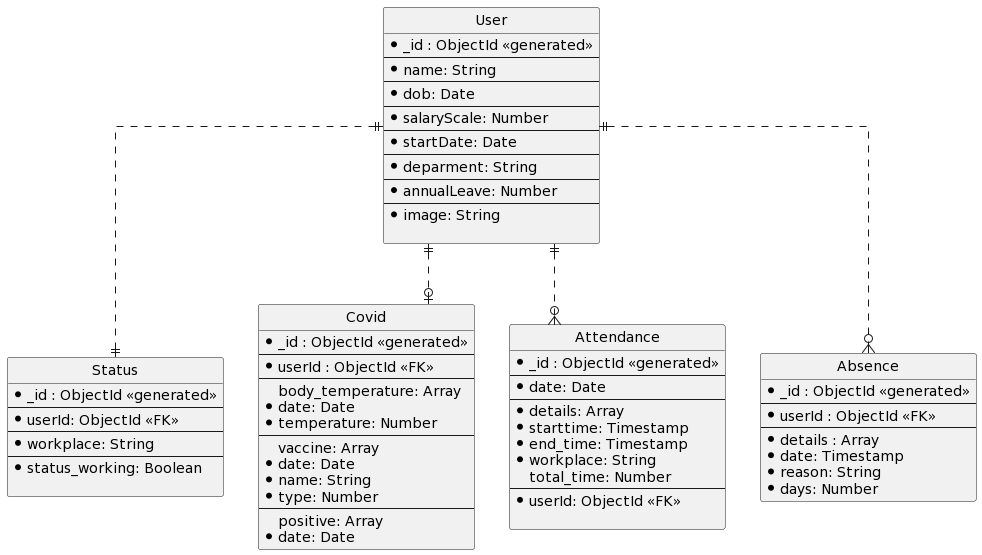 User
_id : ObjectId «generated»
name: String
dob: Date
salaryScale: Number
startDate: Date
deparment: String
annualLeave: Number
image: String
Status
_id : ObjectId «generated»
userId: ObjectId «FK»
workplace: String
status_working: Boolean
Covid
_id : ObjectId «generated»
userId : ObjectId «FK»
body_temperature: Array
date: Date
temperature: Number
vaccine: Array
date: Date
name: String
type: Number
positive: Array
date: Date
Attendance
_id : ObjectId «generated»
date: Date
details: Array
starttime: Timestamp
end_time: Timestamp
workplace: String
total_time: Number
userId: ObjectId «FK»
Absence
_id : ObjectId «generated»
userId : ObjectId «FK»
details : Array
date: Timestamp
reason: String
days: Number